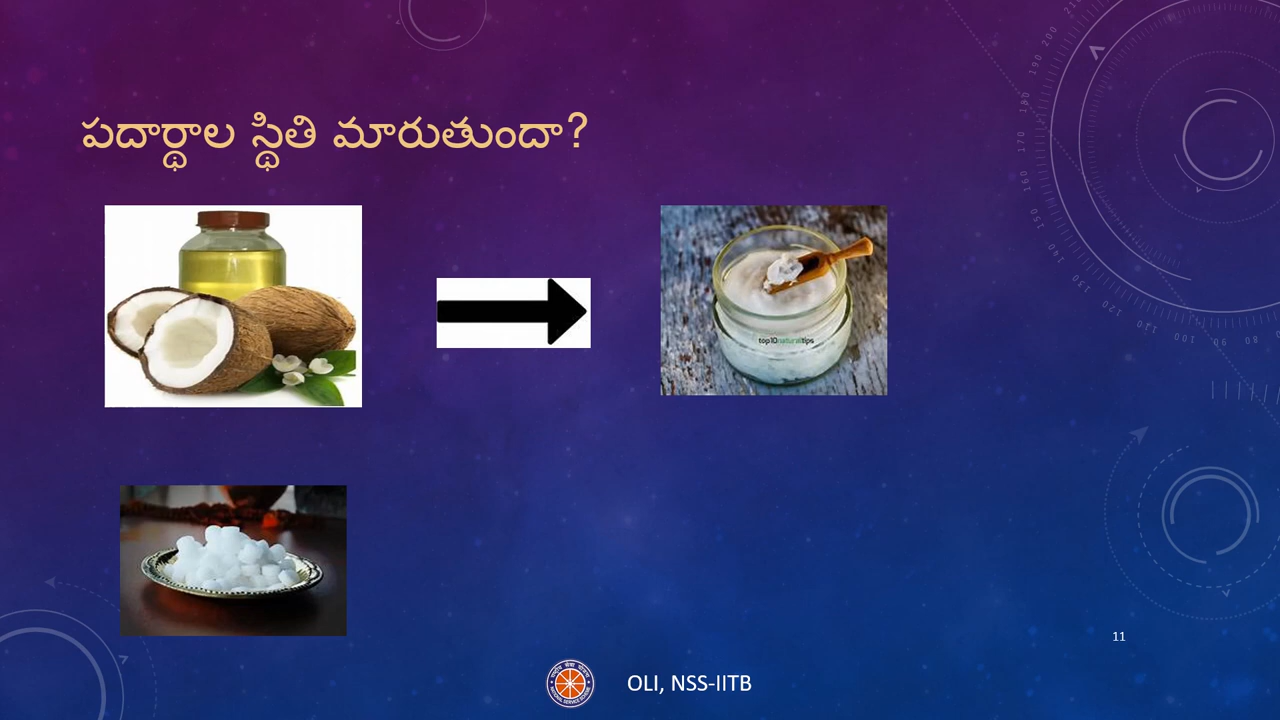 పదార్థాల స్థితి మారుతుందా?
top10naturaltips
11
OLI, NSS-IITB